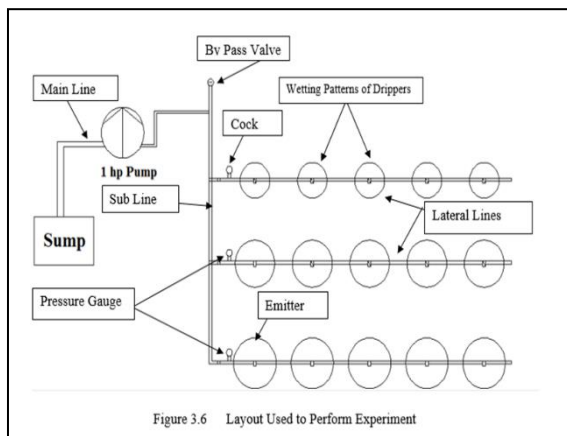 By Pass Valve
Main Line
Wetting Patterns of Drippers
Cock
1 hp Pump
Sub Line
Lateral Lines
Sump
Pressure Gauge
Emitter
Figure 3.6 Layout Used to Perform Experiment